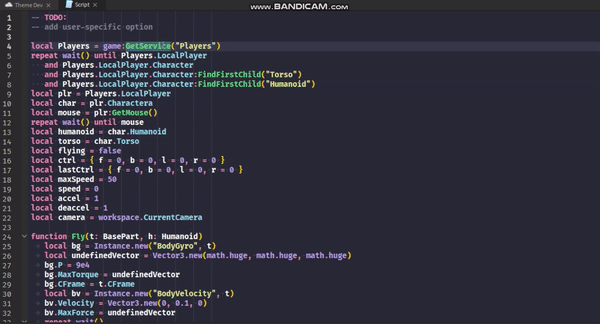 Theme Dev
Script
WWW.BANDICAM.COM
1 -- TODO:
2 -- add user-specific option
3
4 local Players = game:GetService("Players")
5 repeat wait() until Players.LocalPlayer
6 and Players.LocalPlayer.Character
7 and Players.LocalPlayer.Character:FindFirstChild("Torso")
8 and Players.LocalPlayer.Character:FindFirstChild("Humanoid")
9 local plr = Players.LocalPlayer
10 local char = plr.Charactera
11 local mouse = plr:GetMouse()
12 repeat wait() until mouse
13 local humanoid = char.Humanoid
14 local torso = char.Torso
15 local flying = false
16 local ctrl = { f = 0, b = 0, l = 0, r = 0 }
17 local lastCtrl = { f = 0, b = 0, l = 0, r = 0 }
18 local maxSpeed = 50
19 local speed = 0
20 local accel = 1
21 local deaccel = 1
22 local camera = workspace.CurrentCamera
23
24 function Fly(t: BasePart, h: Humanoid)
25 local bg = Instance.new("BodyGyro", t)
26 local undefinedVector = Vector3.new(math.huge, math.huge, math.huge)
27 bg.P = 9e4
28 bg.MaxTorque = undefinedVector
29 bg.CFrame = t.CFrame
30 local bv = Instance.new("BodyVelocity", t)
31 bv.Velocity = Vector3.new(0, 0.1, 0)
32 bv.MaxForce = undefinedVector
33 repeat wait()